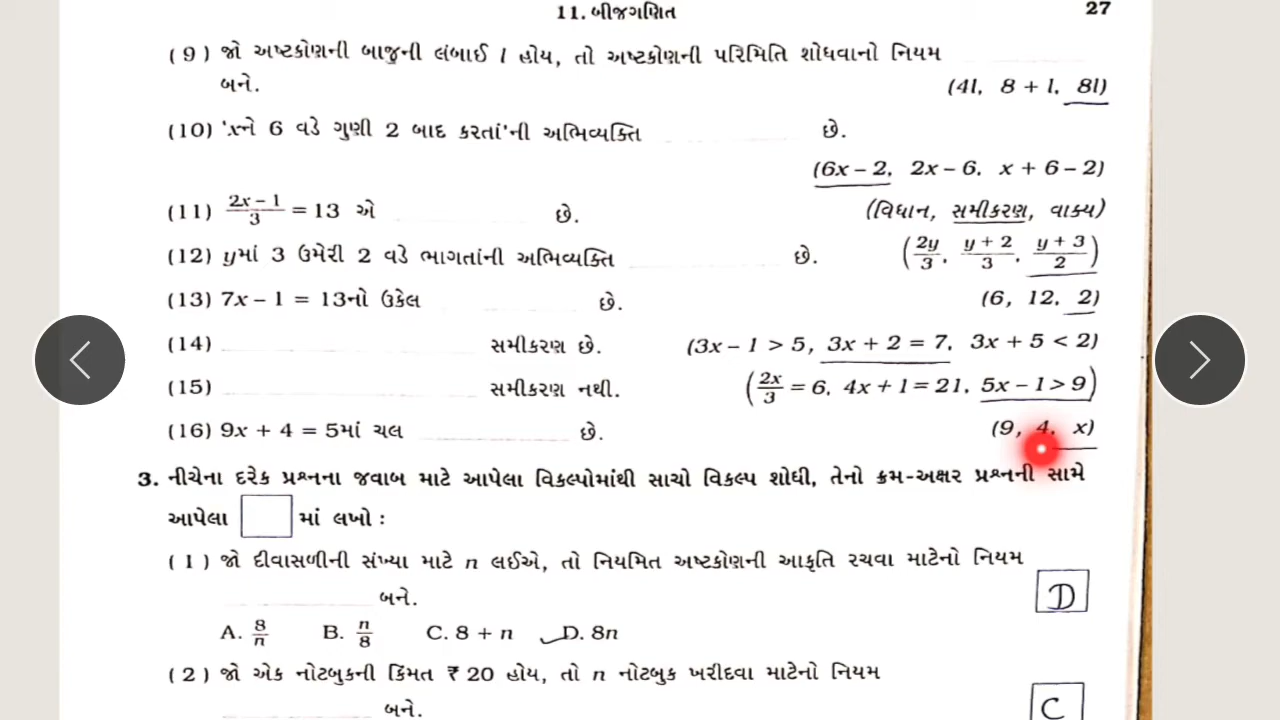 11. બીજગણિત 27
(9) જો અષ્ટકોણની બાજુની લંબાઈ l હોય, તો અષ્ટકોણની પરિમિતિ શોધવાનો નિયમ
બને. (4l, 8 + l, 8l)
(10) 'xને 6 વડે ગુણી 2 બાદ કરતાં'ની અભિવ્યક્તિ ........ છે.
(6x – 2, 2x – 6, x + 6 – 2)
(11) (2x – 1)/3 = 13 એ ........ છે. (વિધાન, સમીકરણ, વાક્ય)
(12) yમાં 3 ઉમેરી 2 વડે ભાગતાંની અભિવ્યક્તિ ........ છે. (2y/3, (y + 2)/3, (y + 3)/2)
(13) 7x – 1 = 13નો ઉકેલ ........ છે. (6, 12, 2)
(14) ........ સમીકરણ છે. (3x – 1 > 5, 3x + 2 = 7, 3x + 5 < 2)
(15) ........ સમીકરણ નથી. (2x/3 = 6, 4x + 1 = 21, 5x – 1 > 9)
(16) 9x + 4 = 5માં ચલ ........ છે. (9, 4, x)
3. નીચેના દરેક પ્રશ્નના જવાબ માટે આપેલા વિકલ્પોમાંથી સાચો વિકલ્પ શોધી, તેનો ક્રમ-અક્ષર પ્રશ્નની સામે
આપેલા માં લખો :
(1) જો દીવાસળીની સંખ્યા માટે n લઈએ, તો નિયમિત અષ્ટકોણની આકૃતિ રચવા માટેનો નિયમ
........ બને. D
A. 8/n B. n/8 C. 8 + n D. 8n
(2) જો એક નોટબુકની કિંમત ₹ 20 હોય, તો n નોટબુક ખરીદવા માટેનો નિયમ
........ બને. C